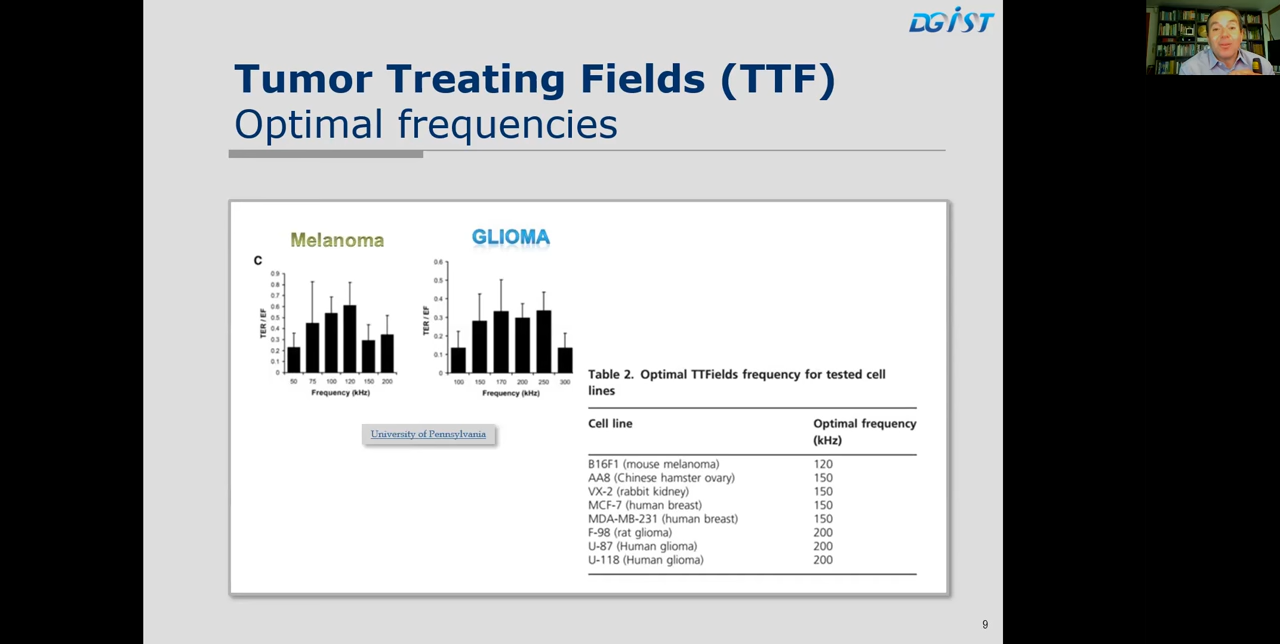 DGIST
Tumor Treating Fields (TTF)
Optimal frequencies
Melanoma
C
TER / EF
0.9
0.8
0.7
0.6
0.5
0.4
0.3
0.2
0.1
0
50 75 100 120 150 200
Frequency (kHz)
GLIOMA
TER / EF
0.6
0.5
0.4
0.3
0.2
0.1
0
100 150 170 200 250 300
Frequency (kHz)
University of Pennsylvania
Table 2. Optimal TTFields frequency for tested cell
lines
Cell line Optimal frequency
(kHz)
B16F1 (mouse melanoma) 120
AA8 (Chinese hamster ovary) 150
VX-2 (rabbit kidney) 150
MCF-7 (human breast) 150
MDA-MB-231 (human breast) 150
F-98 (rat glioma) 200
U-87 (Human glioma) 200
U-118 (Human glioma) 200
9